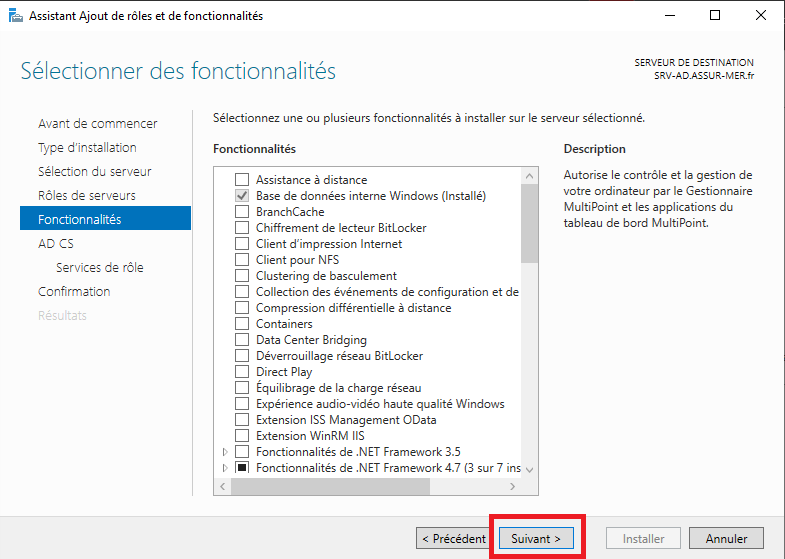 Assistant Ajout de rôles et de fonctionnalités
Sélectionner des fonctionnalités
SERVEUR DE DESTINATION
SRV-AD.ASSUR-MER.fr
Avant de commencer
Type d'installation
Sélection du serveur
Rôles de serveurs
Fonctionnalités
AD CS
Services de rôle
Confirmation
Résultats
Sélectionnez une ou plusieurs fonctionnalités à installer sur le serveur sélectionné.
Fonctionnalités
Assistance à distance
Base de données interne Windows (Installé)
BranchCache
Chiffrement de lecteur BitLocker
Client d'impression Internet
Client pour NFS
Clustering de basculement
Collection des événements de configuration et de
Compression différentielle à distance
Containers
Data Center Bridging
Déverrouillage réseau BitLocker
Direct Play
Équilibrage de la charge réseau
Expérience audio-vidéo haute qualité Windows
Extension ISS Management OData
Extension WinRM IIS
Fonctionnalités de .NET Framework 3.5
Fonctionnalités de .NET Framework 4.7 (3 sur 7 ins
Description
Autorise le contrôle et la gestion de
votre ordinateur par le Gestionnaire
MultiPoint et les applications du
tableau de bord MultiPoint.
< Précédent
Suivant >
Installer
Annuler